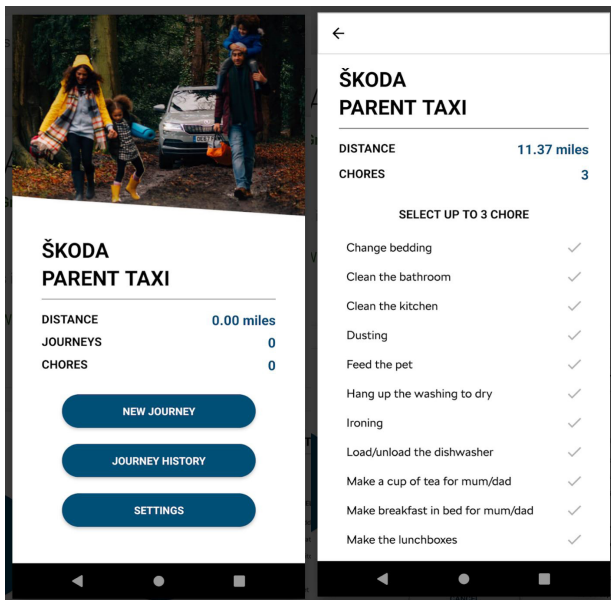 ŠKODA
PARENT TAXI
DISTANCE 0.00 miles
JOURNEYS 0
CHORES 0
NEW JOURNEY
JOURNEY HISTORY
SETTINGS
ŠKODA
PARENT TAXI
DISTANCE 11.37 miles
CHORES 3
SELECT UP TO 3 CHORE
Change bedding
Clean the bathroom
Clean the kitchen
Dusting
Feed the pet
Hang up the washing to dry
Ironing
Load/unload the dishwasher
Make a cup of tea for mum/dad
Make breakfast in bed for mum/dad
Make the lunchboxes